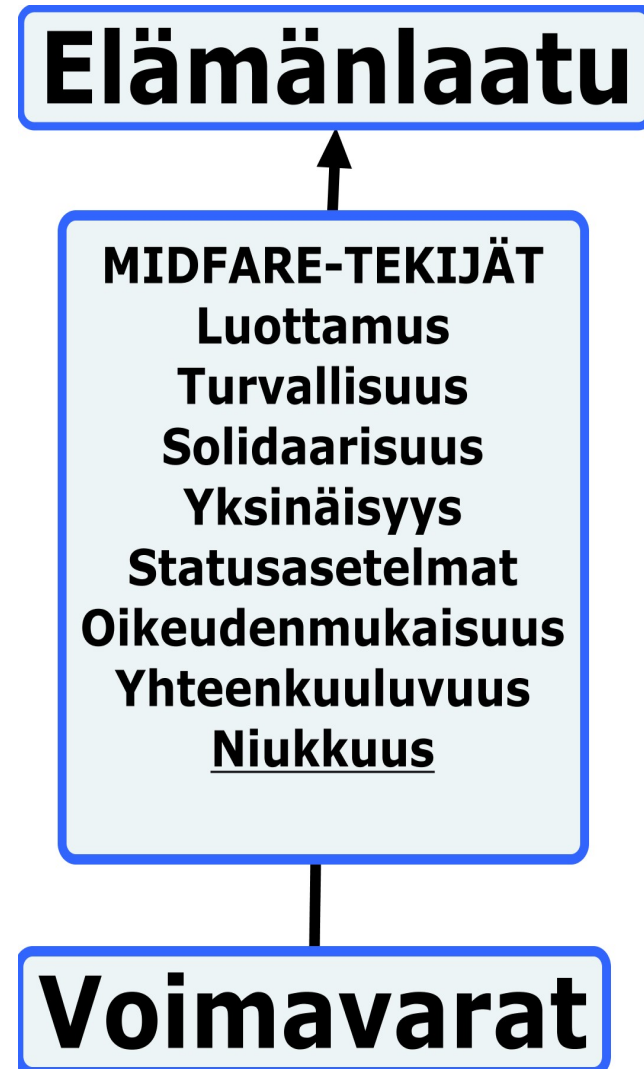 Elämänlaatu
MIDFARE-TEKIJÄT
Luottamus
Turvallisuus
Solidaarisuus
Yksinäisyys
Statusasetelmat
Oikeudenmukaisuus
Yhteenkuuluvuus
Niukkuus
Voimavarat